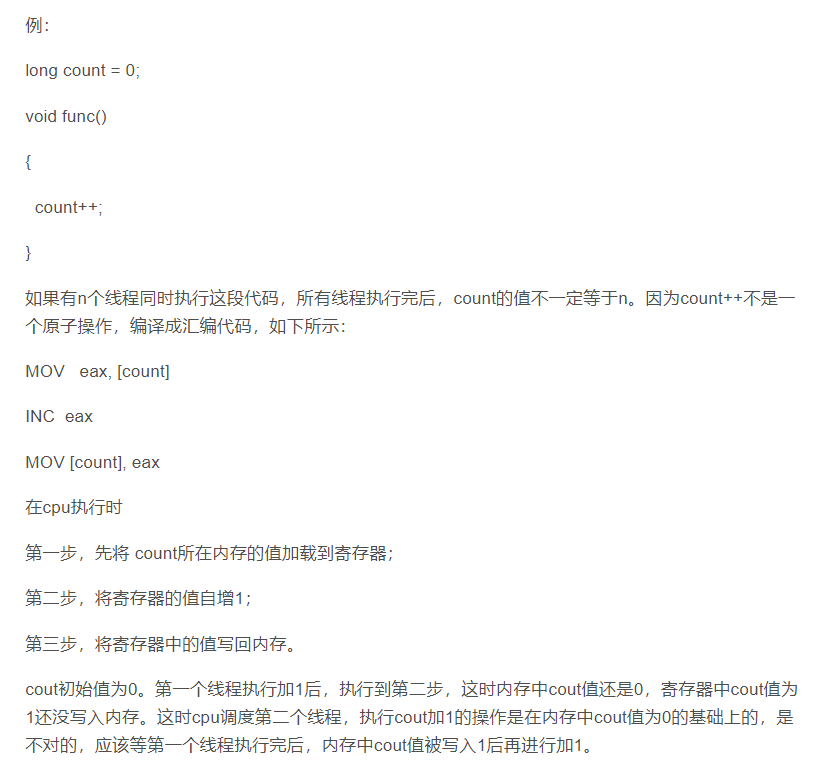 例：
long count = 0;
void func()
{
count++;
}
如果有n个线程同时执行这段代码，所有线程执行完后，count的值不一定等于n。因为count++不是一
个原子操作，编译成汇编代码，如下所示：
MOV eax, [count]
INC eax
MOV [count], eax
在cpu执行时
第一步，先将 count所在内存的值加载到寄存器；
第二步，将寄存器的值自增1；
第三步，将寄存器中的值写回内存。
cout初始值为0。第一个线程执行加1后，执行到第二步，这时内存中cout值还是0，寄存器中cout值为
1还没写入内存。这时cpu调度第二个线程，执行cout加1的操作是在内存中cout值为0的基础上的，是
不对的，应该等第一个线程执行完后，内存中cout值被写入1后再进行加1。